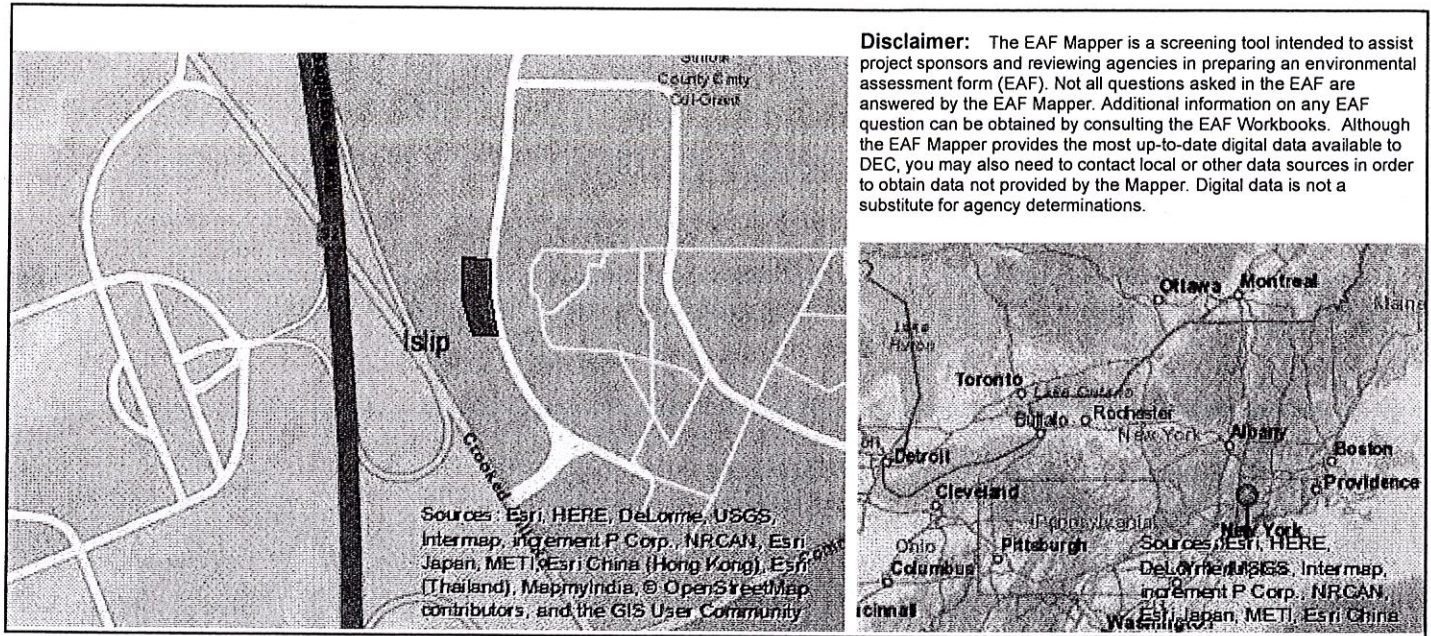 Disclaimer: The EAF Mapper is a screening tool intended to assist
project sponsors and reviewing agencies in preparing an environmental
assessment form (EAF). Not all questions asked in the EAF are
answered by the EAF Mapper. Additional information on any EAF
question can be obtained by consulting the EAF Workbooks. Although
the EAF Mapper provides the most up-to-date digital data available to
DEC, you may also need to contact local or other data sources in order
to obtain data not provided by the Mapper. Digital data is not a
substitute for agency determinations.
County Cmty
Islip
Crooked
Sources: Esri, HERE, DeLorme, USGS,
Intermap, increment P Corp., NRCAN, Esri
Japan, METI, Esri China (Hong Kong), Esri
(Thailand), MapmyIndia, © OpenStreetMap
contributors, and the GIS User Community
Ottawa
Montreal
Maine
Lake
Huron
Toronto
Lake Ontario
Buffalo
Rochester
New York
Albany
Boston
Detroit
Providence
Cleveland
Pennsylvania
New York
Ohio
Pittsburgh
Columbus
Sources: Esri, HERE,
DeLorme, USGS, Intermap,
increment P Corp., NRCAN,
Esri Japan, METI, Esri China
cinnati